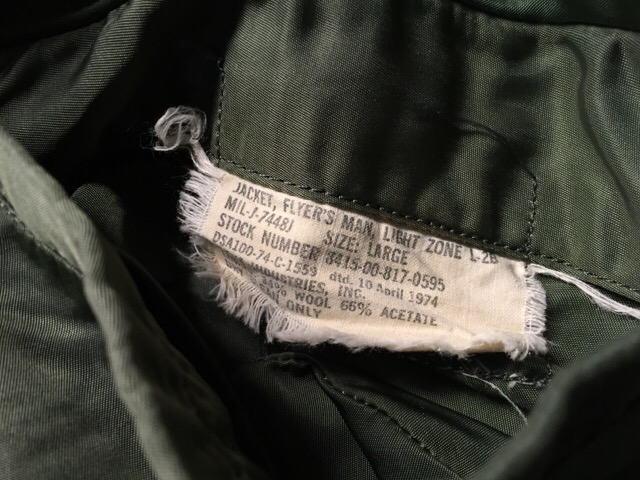 JACKET, FLYER'S MAN, LIGHT ZONE L-2B
MIL-J-7448J SIZE: LARGE
STOCK NUMBER 8415-00-817-0595
DSA100-74-C-1559 dtd. 10 April 1974
INDUSTRIES, INC.
WOOL 66% ACETATE
ONLY